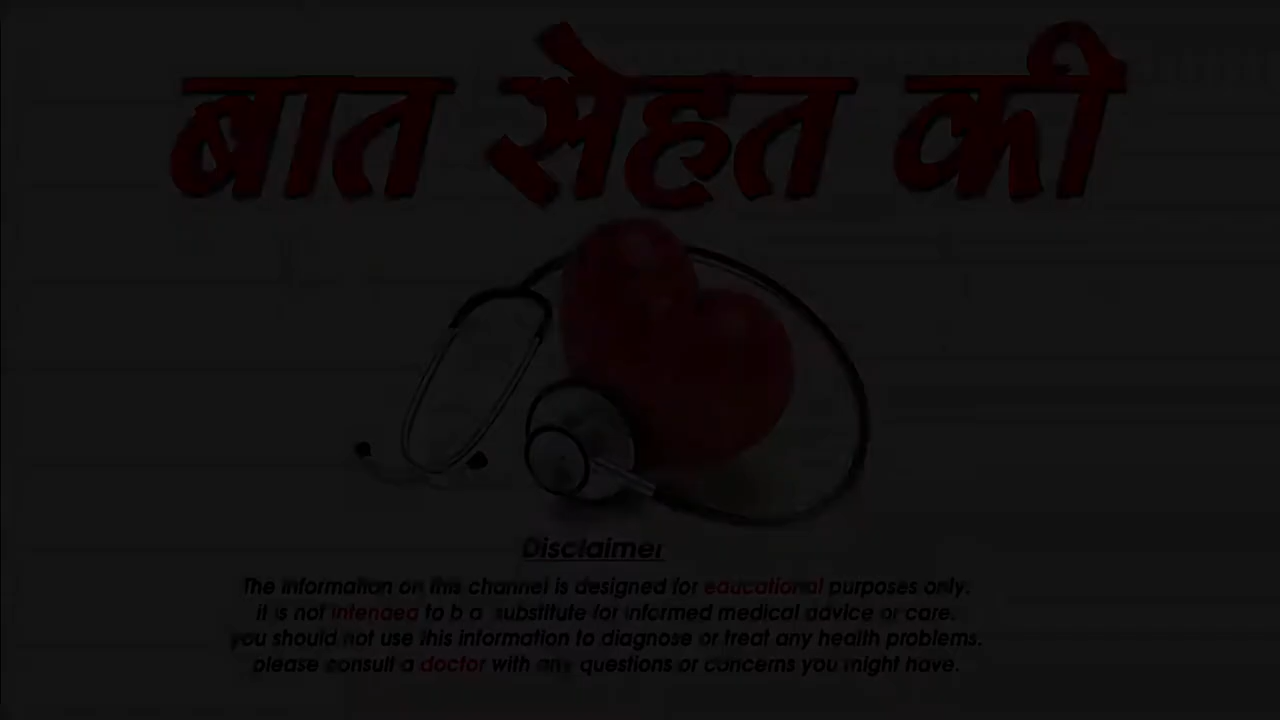 बात सेहत की
Disclaimer
The information on this channel is designed for educational purposes only.
it is not intended to b a substitute for informed medical advice or care.
you should not use this information to diagnose or treat any health problems.
please consult a doctor with any questions or concerns you might have.